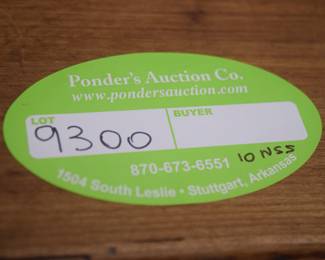 Ponder's Auction Co.
www.pondersauction.com
LOT BUYER
9300
870-673-6551 10 NSS
1504 South Leslie • Stuttgart, Arkansas